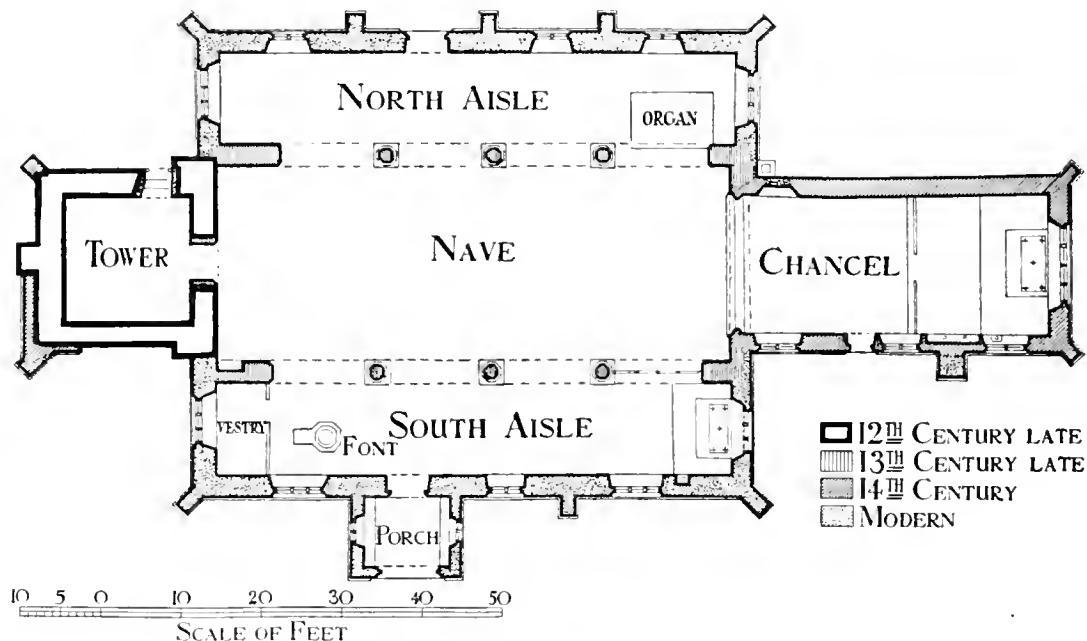 NORTH AISLE
ORGAN
TOWER
NAVE
CHANCEL
VESTRY
FONT
SOUTH AISLE
PORCH
12TH CENTURY LATE
13TH CENTURY LATE
14TH CENTURY
MODERN
10 5 0 10 20 30 40 50
SCALE OF FEET